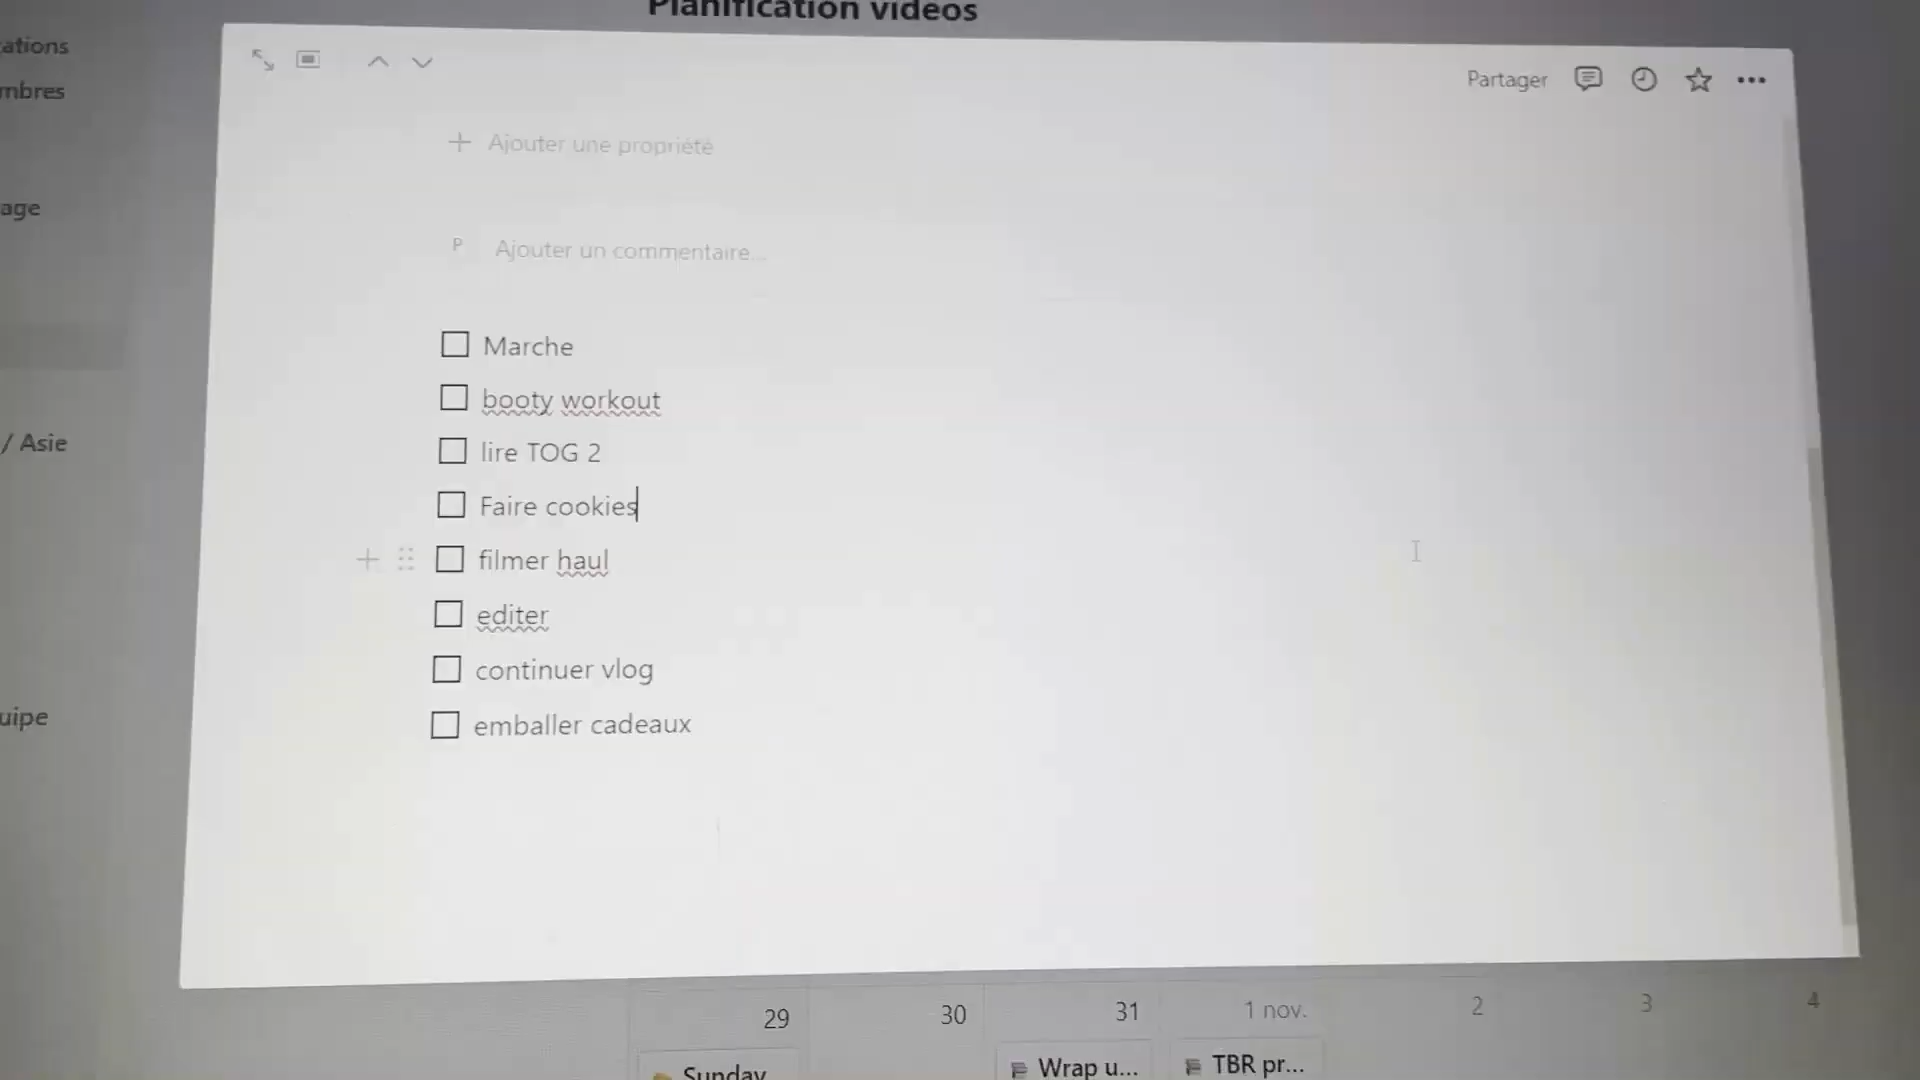 Planification vidéos
ations
mbres
age
/ Asie
uipe
Partager
Ajouter une propriété
P
Ajouter un commentaire...
Marche
booty workout
lire TOG 2
Faire cookies
filmer haul
editer
continuer vlog
emballer cadeaux
29
30
31
1 nov.
2
3
4
Sunday
Wrap u...
TBR pr...